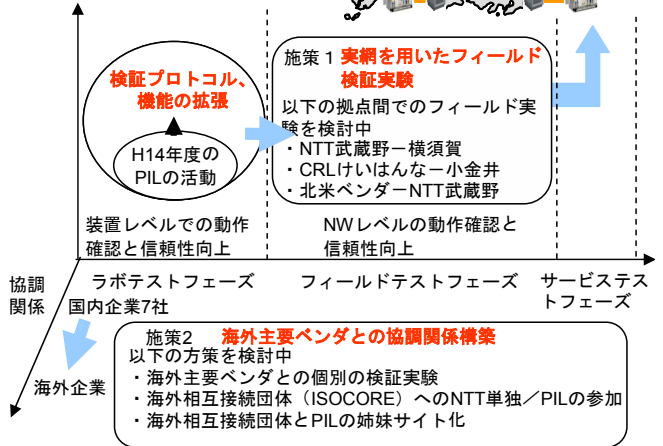 施策１ 実網を用いたフィールド
検証実験
以下の拠点間でのフィールド実
験を検討中
・NTT武蔵野－横須賀
・CRLけいはんな－小金井
・北米ベンダ－NTT武蔵野
検証プロトコル、
機能の拡張
H14年度の
PILの活動
装置レベルでの動作
確認と信頼性向上
NWレベルの動作確認と
信頼性向上
協調
関係
ラボテストフェーズ
フィールドテストフェーズ
サービステス
トフェーズ
国内企業7社
海外企業
施策2 海外主要ベンダとの協調関係構築
以下の方策を検討中
・海外主要ベンダとの個別の検証実験
・海外相互接続団体（ISOCORE）へのNTT単独／PILの参加
・海外相互接続団体とPILの姉妹サイト化